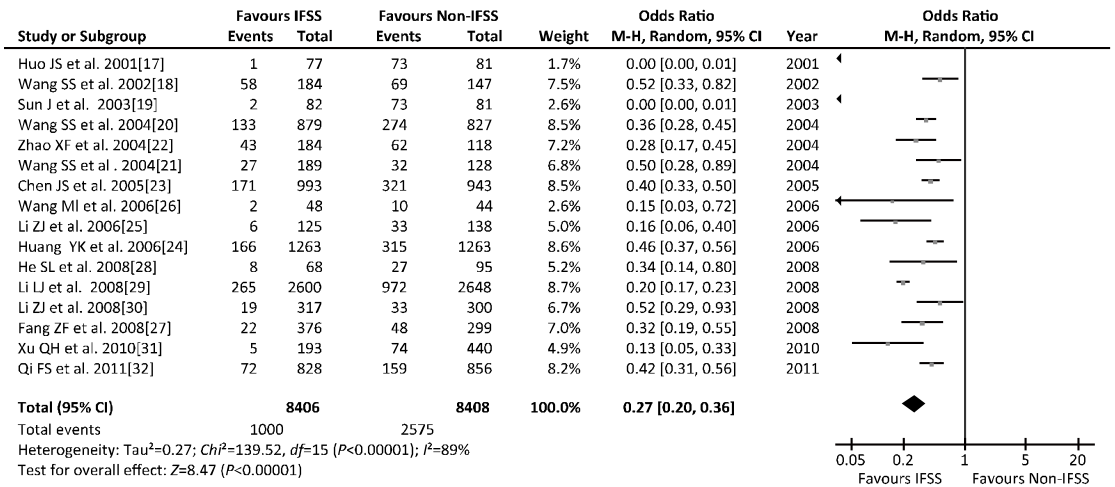 Favours IFSS Favours Non-IFSS Odds Ratio Odds Ratio
Study or Subgroup Events Total Events Total Weight M-H, Random, 95% CI Year M-H, Random, 95% CI
Huo JS et al. 2001[17] 1 77 73 81 1.7% 0.00 [0.00, 0.01] 2001
Wang SS et al. 2002[18] 58 184 69 147 7.5% 0.52 [0.33, 0.82] 2002
Sun J et al. 2003[19] 2 82 73 81 2.6% 0.00 [0.00, 0.01] 2003
Wang SS et al. 2004[20] 133 879 274 827 8.5% 0.36 [0.28, 0.45] 2004
Zhao XF et al. 2004[22] 43 184 62 118 7.2% 0.28 [0.17, 0.45] 2004
Wang SS et al . 2004[21] 27 189 32 128 6.8% 0.50 [0.28, 0.89] 2004
Chen JS et al. 2005[23] 171 993 321 943 8.5% 0.40 [0.33, 0.50] 2005
Wang Ml et al. 2006[26] 2 48 10 44 2.6% 0.15 [0.03, 0.72] 2006
Li ZJ et al. 2006[25] 6 125 33 138 5.0% 0.16 [0.06, 0.40] 2006
Huang YK et al. 2006[24] 166 1263 315 1263 8.6% 0.46 [0.37, 0.56] 2006
He SL et al. 2008[28] 8 68 27 95 5.2% 0.34 [0.14, 0.80] 2008
Li LJ et al. 2008[29] 265 2600 972 2648 8.7% 0.20 [0.17, 0.23] 2008
Li ZJ et al. 2008[30] 19 317 33 300 5.2% 0.52 [0.29, 0.93] 2008
Fang ZF et al. 2008[27] 22 376 48 299 7.0% 0.32 [0.19, 0.55] 2008
Xu QH et al. 2010[31] 5 193 74 440 4.9% 0.13 [0.05, 0.33] 2010
Qi FS et al. 2011[32] 72 828 159 856 8.2% 0.42 [0.31, 0.56] 2011
Total (95% CI) 8406 8408 100.0% 0.27 [0.20, 0.36]
Total events 1000 2575
Heterogeneity: Tau²=0.27; Chi²=139.52, df=15 (P<0.00001); I²=89%
Test for overall effect: Z=8.47 (P<0.00001)
0.05 0.2 1 5 20
Favours IFSS Favours Non-IFSS